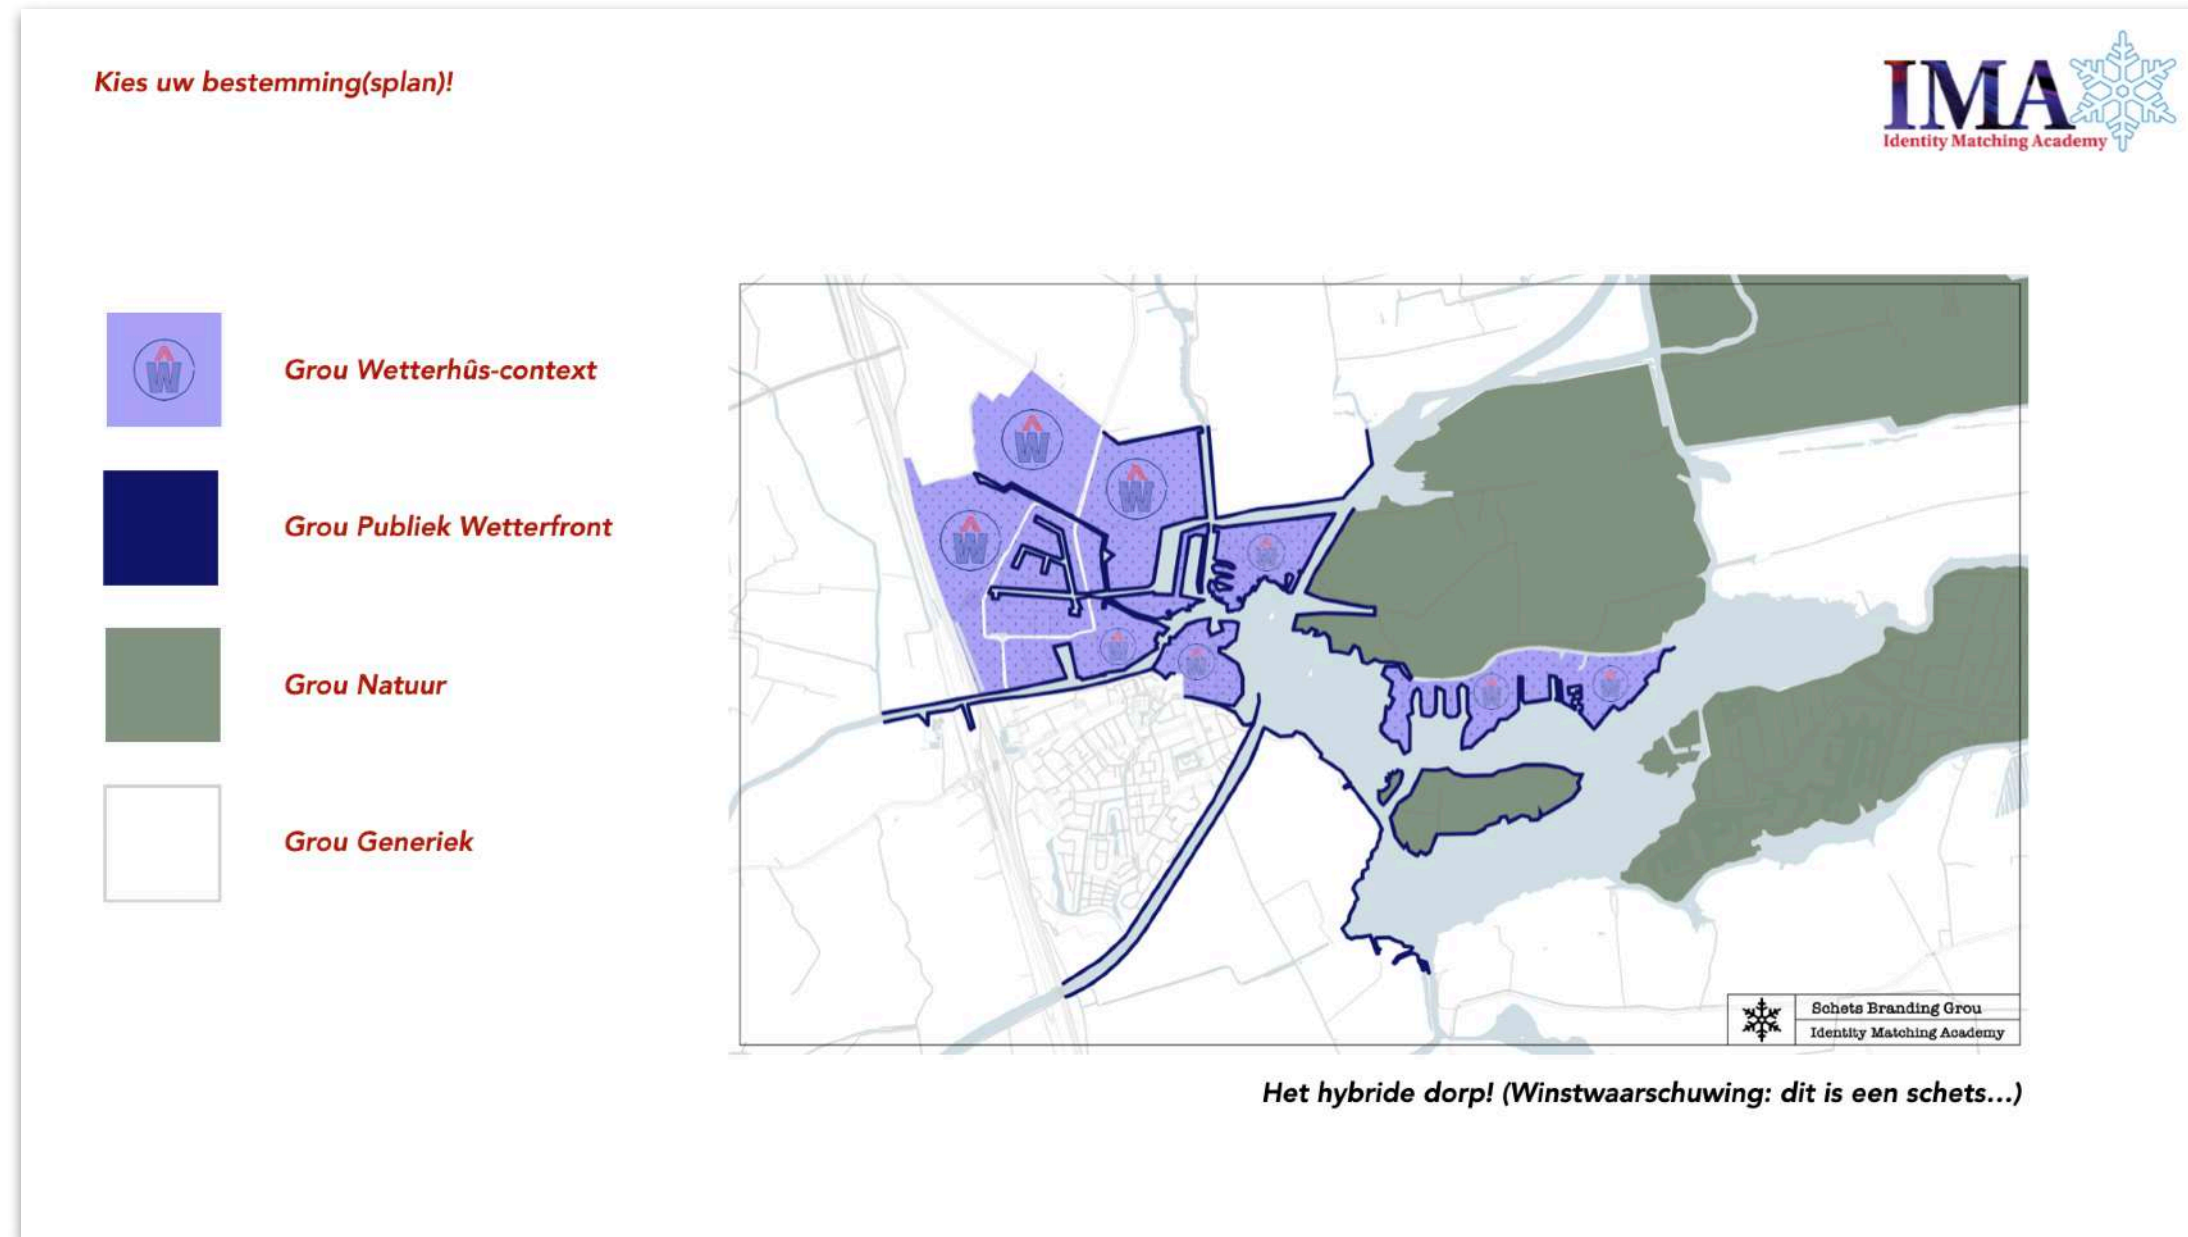 Kies uw bestemming(splan)!
IMA
Identity Matching Academy
Grou Wetterhûs-context
Grou Publiek Wetterfront
Grou Natuur
Grou Generiek
W
W
W
W
W
W
W
W
W
Schets Branding Grou
Identity Matching Academy
Het hybride dorp! (Winstwaarschuwing: dit is een schets...)